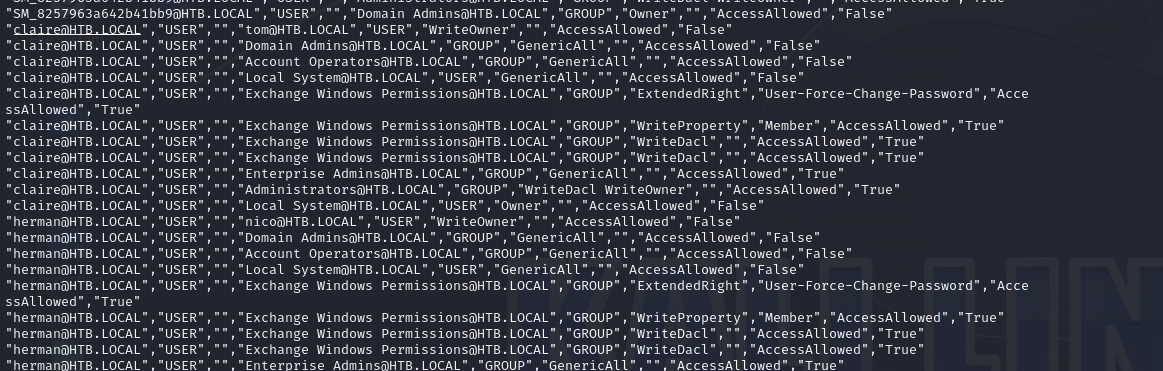 SM_8257963a642b41bb9@HTB.LOCAL","USER","","Domain Admins@HTB.LOCAL","GROUP","Owner","","AccessAllowed","False"
claire@HTB.LOCAL","USER","","tom@HTB.LOCAL","USER","WriteOwner","","AccessAllowed","False"
"claire@HTB.LOCAL","USER","","Domain Admins@HTB.LOCAL","GROUP","GenericAll","","AccessAllowed","False"
"claire@HTB.LOCAL","USER","","Account Operators@HTB.LOCAL","GROUP","GenericAll","","AccessAllowed","False"
"claire@HTB.LOCAL","USER","","Local System@HTB.LOCAL","USER","GenericAll","","AccessAllowed","False"
"claire@HTB.LOCAL","USER","","Exchange Windows Permissions@HTB.LOCAL","GROUP","ExtendedRight","User-Force-Change-Password","Acce
ssAllowed","True"
"claire@HTB.LOCAL","USER","","Exchange Windows Permissions@HTB.LOCAL","GROUP","WriteProperty","Member","AccessAllowed","True"
"claire@HTB.LOCAL","USER","","Exchange Windows Permissions@HTB.LOCAL","GROUP","WriteDacl","","AccessAllowed","True"
"claire@HTB.LOCAL","USER","","Exchange Windows Permissions@HTB.LOCAL","GROUP","WriteDacl","","AccessAllowed","True"
"claire@HTB.LOCAL","USER","","Enterprise Admins@HTB.LOCAL","GROUP","GenericAll","","AccessAllowed","True"
"claire@HTB.LOCAL","USER","","Administrators@HTB.LOCAL","GROUP","WriteDacl WriteOwner","","AccessAllowed","True"
"claire@HTB.LOCAL","USER","","Local System@HTB.LOCAL","USER","Owner","","AccessAllowed","False"
"herman@HTB.LOCAL","USER","","nico@HTB.LOCAL","USER","WriteOwner","","AccessAllowed","False"
"herman@HTB.LOCAL","USER","","Domain Admins@HTB.LOCAL","GROUP","GenericAll","","AccessAllowed","False"
"herman@HTB.LOCAL","USER","","Account Operators@HTB.LOCAL","GROUP","GenericAll","","AccessAllowed","False"
"herman@HTB.LOCAL","USER","","Local System@HTB.LOCAL","USER","GenericAll","","AccessAllowed","False"
"herman@HTB.LOCAL","USER","","Exchange Windows Permissions@HTB.LOCAL","GROUP","ExtendedRight","User-Force-Change-Password","Acce
ssAllowed","True"
"herman@HTB.LOCAL","USER","","Exchange Windows Permissions@HTB.LOCAL","GROUP","WriteProperty","Member","AccessAllowed","True"
"herman@HTB.LOCAL","USER","","Exchange Windows Permissions@HTB.LOCAL","GROUP","WriteDacl","","AccessAllowed","True"
"herman@HTB.LOCAL","USER","","Exchange Windows Permissions@HTB.LOCAL","GROUP","WriteDacl","","AccessAllowed","True"
"herman@HTB.LOCAL","USER","","Enterprise Admins@HTB.LOCAL","GROUP","GenericAll","","AccessAllowed","True"